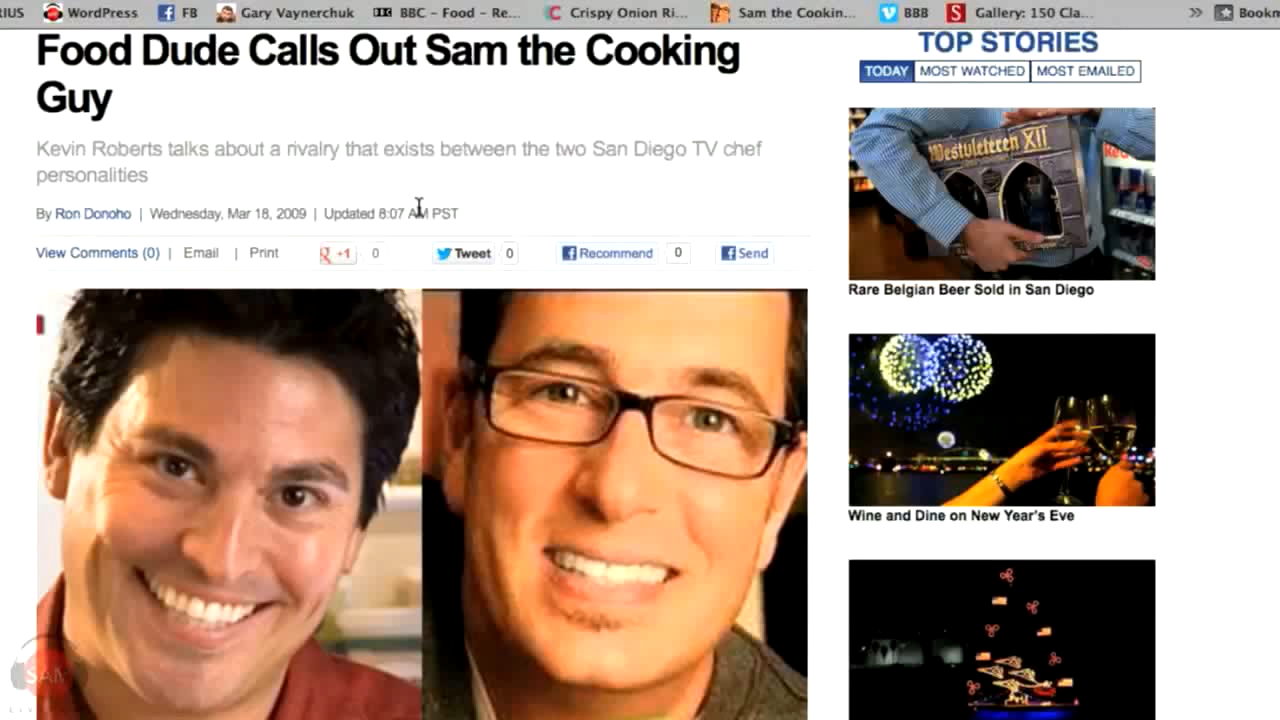 RIUS WordPress FB Gary Vaynerchuk BBC - Food - Re... Crispy Onion Ri... Sam the Cookin... BBB Gallery: 150 Cla... >> Bookn
Food Dude Calls Out Sam the Cooking
Guy
Kevin Roberts talks about a rivalry that exists between the two San Diego TV chef
personalities
By Ron Donoho | Wednesday, Mar 18, 2009 | Updated 8:07 AM PST
View Comments (0) | Email | Print +1 0 Tweet 0 Recommend 0 Send
TOP STORIES
TODAY MOST WATCHED MOST EMAILED
Westvleteren XII
Red
Rare Belgian Beer Sold in San Diego
Wine and Dine on New Year's Eve
SAM